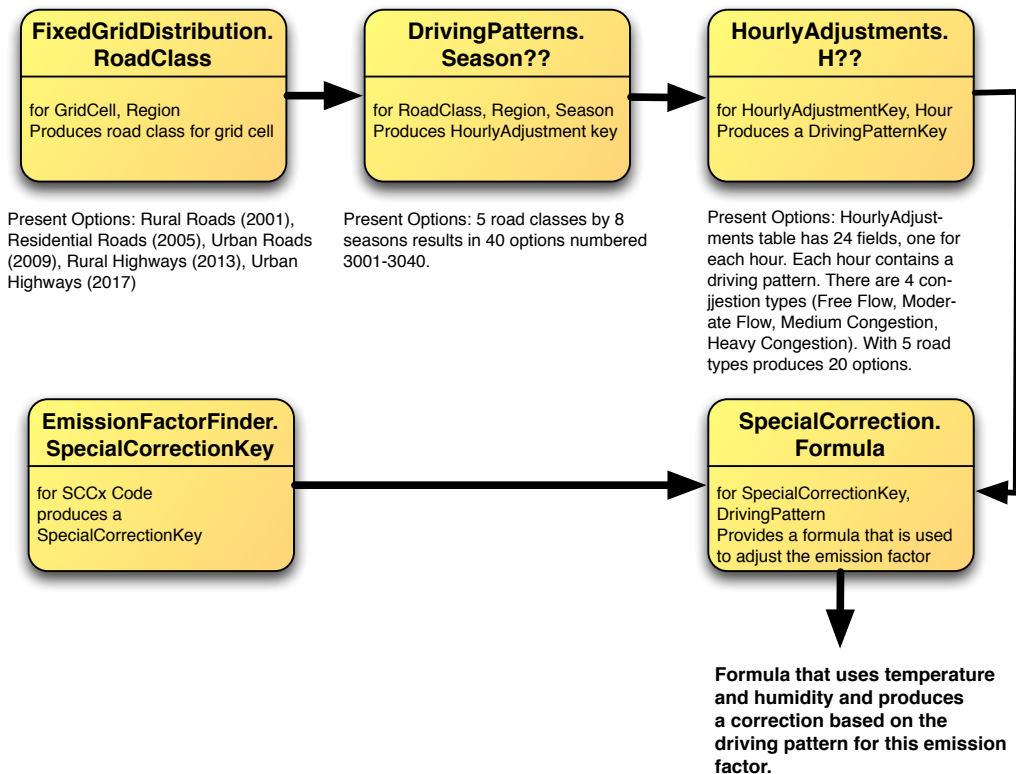 FixedGridDistribution.
RoadClass
for GridCell, Region
Produces road class for grid cell
DrivingPatterns.
Season??
for RoadClass, Region, Season
Produces HourlyAdjustment key
HourlyAdjustments.
H??
for HourlyAdjustmentKey, Hour
Produces a DrivingPatternKey
Present Options: Rural Roads (2001),
Residential Roads (2005), Urban Roads
(2009), Rural Highways (2013), Urban
Highways (2017)
Present Options: 5 road classes by 8
seasons results in 40 options numbered
3001-3040.
Present Options: HourlyAdjust-
ments table has 24 fields, one for
each hour. Each hour contains a
driving pattern. There are 4 con-
jjestion types (Free Flow, Moder-
ate Flow, Medium Congestion,
Heavy Congestion). With 5 road
types produces 20 options.
EmissionFactorFinder.
SpecialCorrectionKey
for SCCx Code
produces a
SpecialCorrectionKey
SpecialCorrection.
Formula
for SpecialCorrectionKey,
DrivingPattern
Provides a formula that is used
to adjust the emission factor
Formula that uses temperature
and humidity and produces
a correction based on the
driving pattern for this emission
factor.